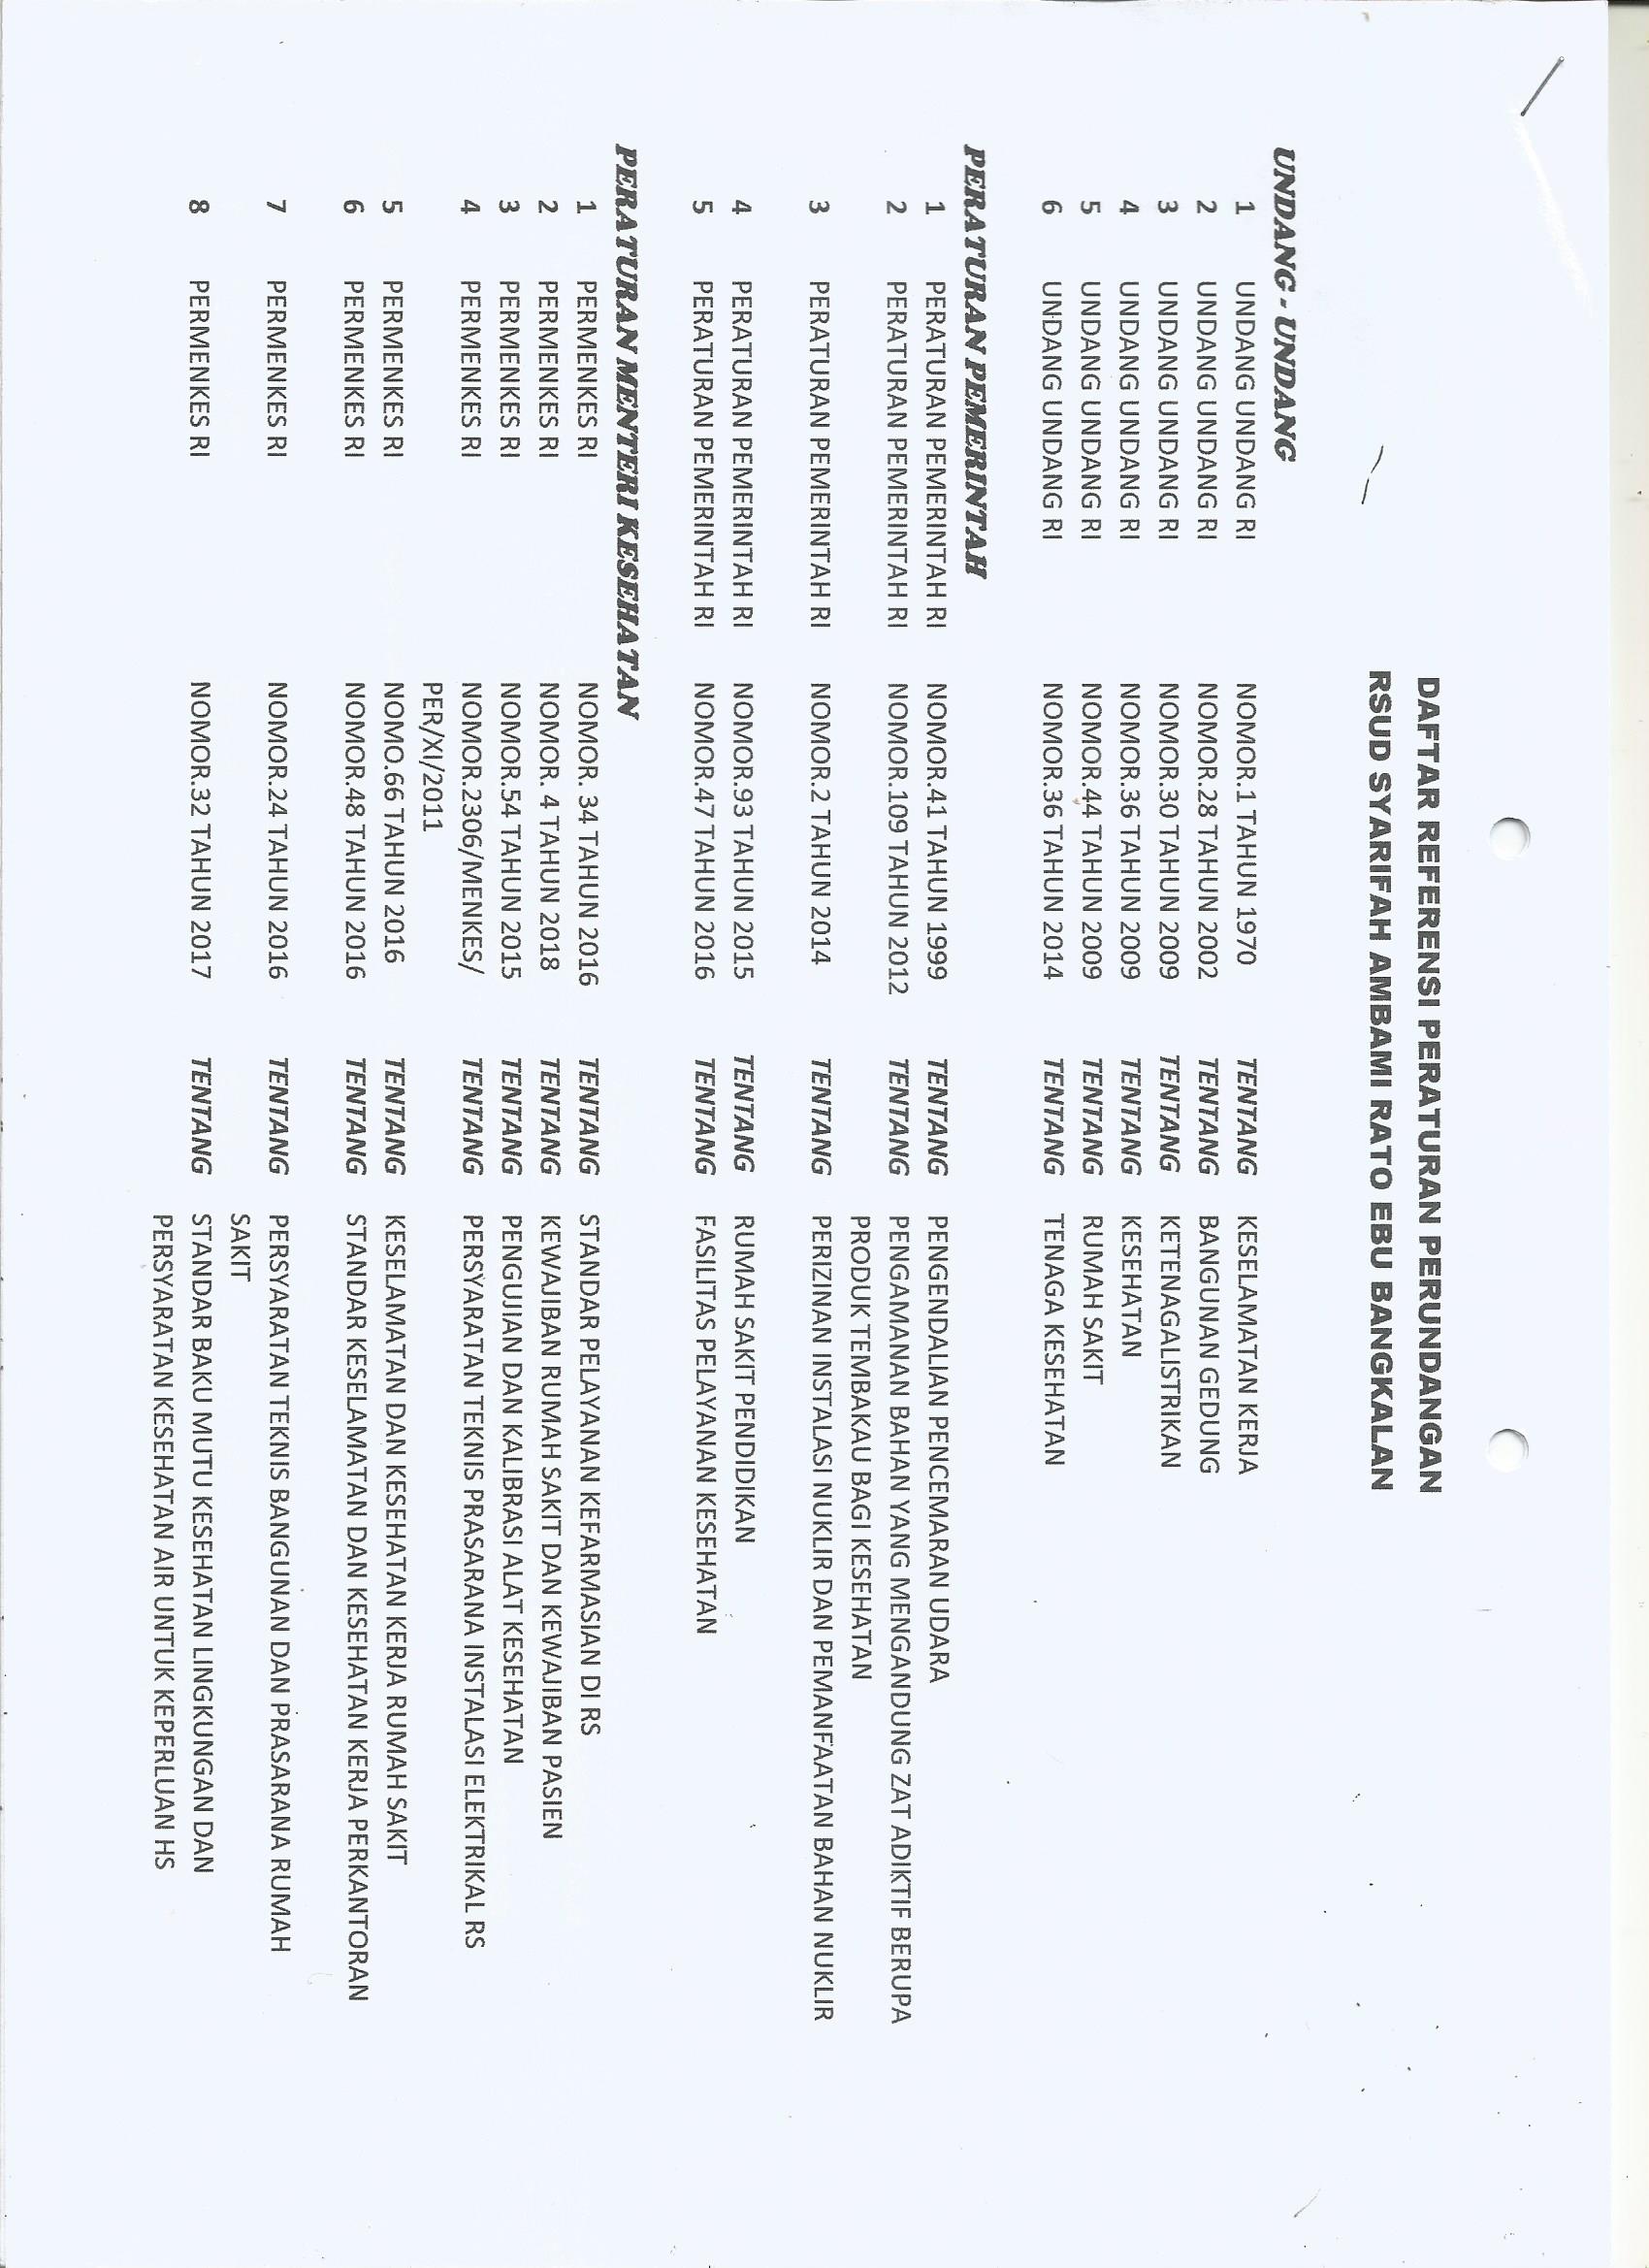 DAFTAR REFERENSI PERATURAN PERUNDANGAN
RSUD SYARIFAH AMBAMI RATO EBU BANGKALAN
UNDANG - UNDANG
1 UNDANG UNDANG RI NOMOR.1 TAHUN 1970 TENTANG KESELAMATAN KERJA
2 UNDANG UNDANG RI NOMOR.28 TAHUN 2002 TENTANG BANGUNAN GEDUNG
3 UNDANG UNDANG RI NOMOR.30 TAHUN 2009 TENTANG KETENAGALISTRIKAN
4 UNDANG UNDANG RI NOMOR.36 TAHUN 2009 TENTANG KESEHATAN
5 UNDANG UNDANG RI NOMOR.44 TAHUN 2009 TENTANG RUMAH SAKIT
6 UNDANG UNDANG RI NOMOR.36 TAHUN 2014 TENTANG TENAGA KESEHATAN
PERATURAN PEMERINTAH
1 PERATURAN PEMERINTAH RI NOMOR.41 TAHUN 1999 TENTANG PENGENDALIAN PENCEMARAN UDARA
2 PERATURAN PEMERINTAH RI NOMOR.109 TAHUN 2012 TENTANG PENGAMANAN BAHAN YANG MENGANDUNG ZAT ADIKTIF BERUPA
PRODUK TEMBAKAU BAGI KESEHATAN
3 PERATURAN PEMERINTAH RI NOMOR.2 TAHUN 2014 TENTANG PERIZINAN INSTALASI NUKLIR DAN PEMANFAATAN BAHAN NUKLIR
4 PERATURAN PEMERINTAH RI NOMOR.93 TAHUN 2015 TENTANG RUMAH SAKIT PENDIDIKAN
5 PERATURAN PEMERINTAH RI NOMOR.47 TAHUN 2016 TENTANG FASILITAS PELAYANAN KESEHATAN
PERATURAN MENTERI KESEHATAN
1 PERMENKES RI NOMOR. 34 TAHUN 2016 TENTANG STANDAR PELAYANAN KEFARMASIAN DI RS
2 PERMENKES RI NOMOR. 4 TAHUN 2018 TENTANG KEWAJIBAN RUMAH SAKIT DAN KEWAJIBAN PASIEN
3 PERMENKES RI NOMOR.54 TAHUN 2015 TENTANG PENGUJIAN DAN KALIBRASI ALAT KESEHATAN
4 PERMENKES RI NOMOR.2306/MENKES/ TENTANG PERSYARATAN TEKNIS PRASARANA INSTALASI ELEKTRIKAL RS
PER/XI/2011
5 PERMENKES RI NOMO.66 TAHUN 2016 TENTANG KESELAMATAN DAN KESEHATAN KERJA RUMAH SAKIT
6 PERMENKES RI NOMOR.48 TAHUN 2016 TENTANG STANDAR KESELAMATAN DAN KESEHATAN KERJA PERKANTORAN
7 PERMENKES RI NOMOR.24 TAHUN 2016 TENTANG PERSYARATAN TEKNIS BANGUNAN DAN PRASARANA RUMAH
SAKIT
8 PERMENKES RI NOMOR.32 TAHUN 2017 TENTANG STANDAR BAKU MUTU KESEHATAN LINGKUNGAN DAN
PERSYARATAN KESEHATAN AIR UNTUK KEPERLUAN HS